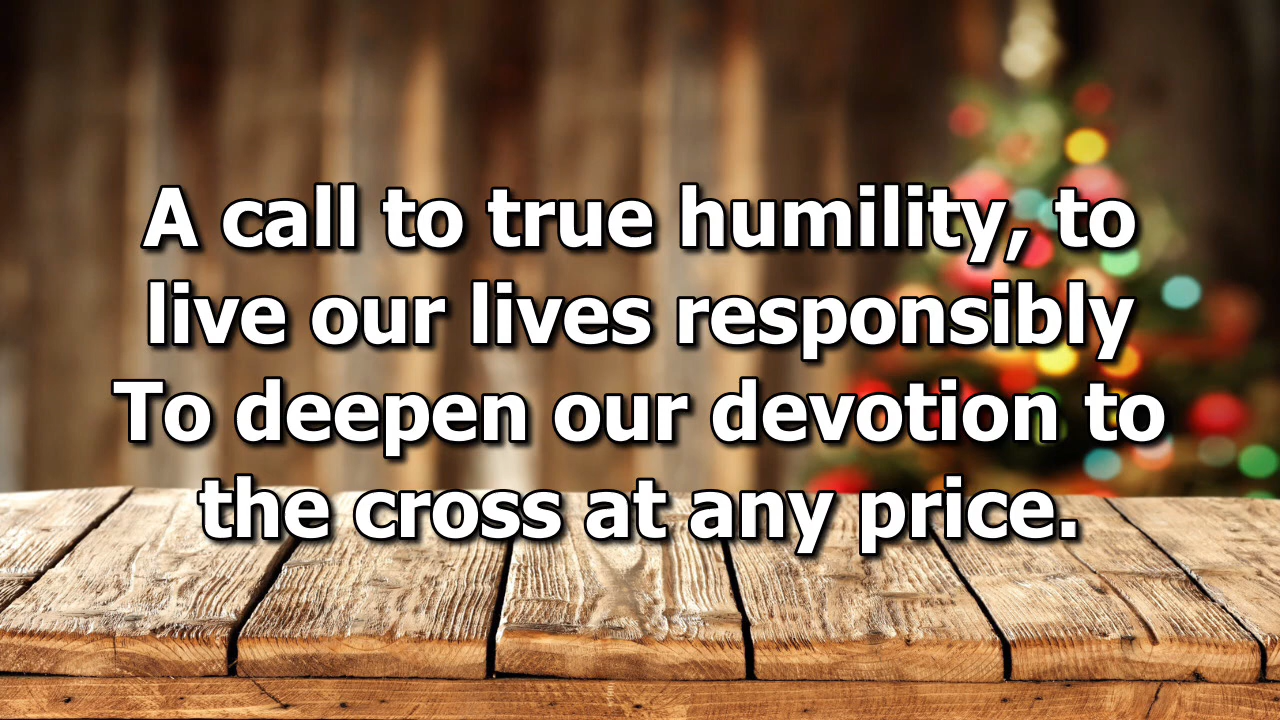 A call to true humility, to
live our lives responsibly
To deepen our devotion to
the cross at any price.